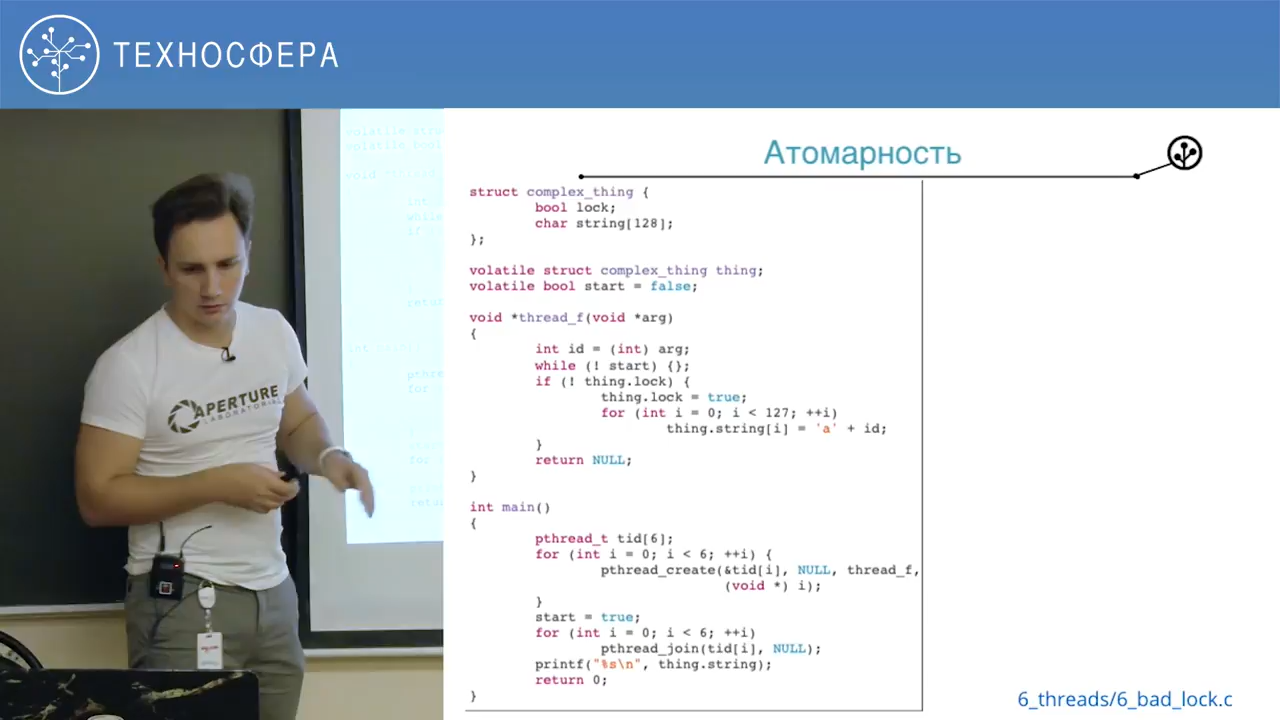 ТЕХНОСФЕРА
Атомарность
struct complex_thing {
bool lock;
char string[128];
};
volatile struct complex_thing thing;
volatile bool start = false;
void *thread_f(void *arg)
{
int id = (int) arg;
while (! start) {};
if (! thing.lock) {
thing.lock = true;
for (int i = 0; i < 127; ++i)
thing.string[i] = 'a' + id;
}
return NULL;
}
int main()
{
pthread_t tid[6];
for (int i = 0; i < 6; ++i) {
pthread_create(&tid[i], NULL, thread_f,
(void *) i);
}
start = true;
for (int i = 0; i < 6; ++i)
pthread_join(tid[i], NULL);
printf("%s\n", thing.string);
return 0;
}
6_threads/6_bad_lock.c
APERTURE
LABORATORIES